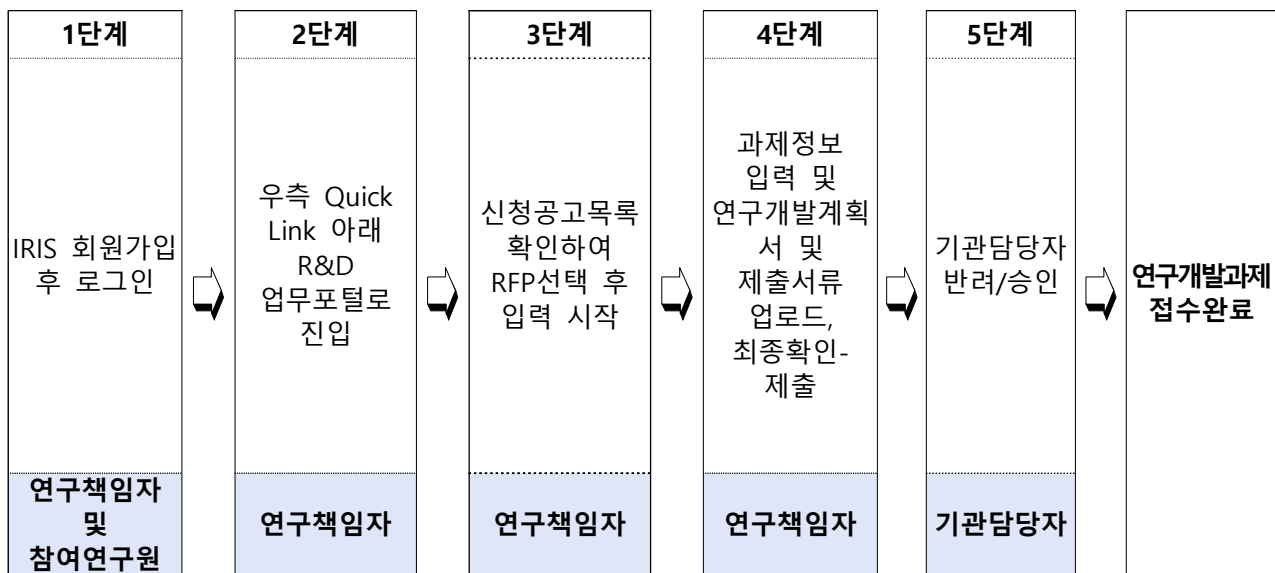 1단계
IRIS 회원가입
후 로그인
연구책임자
및
참여연구원
2단계
우측 Quick
Link 아래
R&D
업무포털로
진입
연구책임자
3단계
신청공고목록
확인하여
RFP선택 후
입력 시작
연구책임자
4단계
과제정보
입력 및
연구개발계획
서 및
제출서류
업로드,
최종확인-
제출
연구책임자
5단계
기관담당자
반려/승인
기관담당자
연구개발과제
접수완료